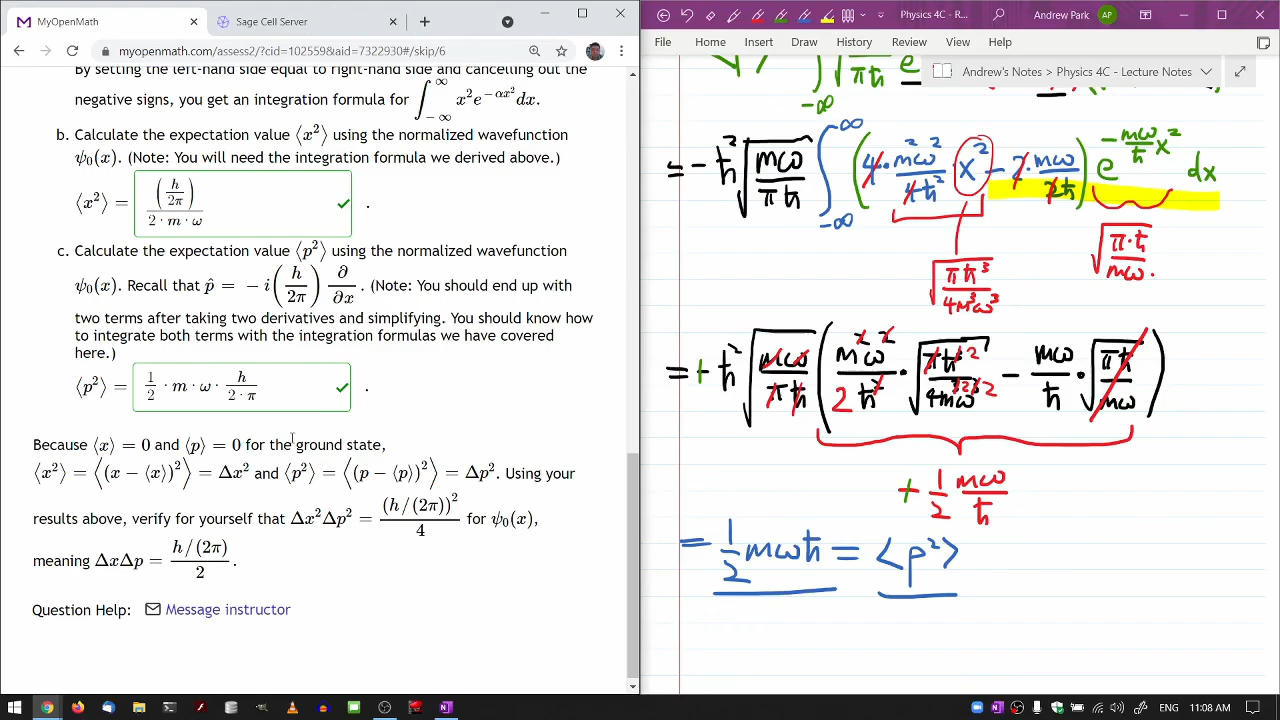 MyOpenMath
Sage Cell Server
myopenmath.com/assess2/?cid=102559&aid=7322930#/skip/6
By setting the left-hand side equal to right-hand side and cancelling out the
negative signs, you get an integration formula for ∫_{-∞}^{∞} x² e^{-αx²} dx.
b. Calculate the expectation value ⟨x²⟩ using the normalized wavefunction
ψ₀(x). (Note: You will need the integration formula we derived above.)
⟨x²⟩ = (h/2π) / (2 · m · ω) ✓ .
c. Calculate the expectation value ⟨p²⟩ using the normalized wavefunction
ψ₀(x). Recall that p̂ = − i(h/2π) ∂/∂x . (Note: You should end up with
two terms after taking two derivatives and simplifying. You should know how
to integrate both terms with the integration formulas we have covered
here.)
⟨p²⟩ = 1/2 · m · ω · h/(2 · π) ✓ .
Because ⟨x⟩ = 0 and ⟨p⟩ = 0 for the ground state,
⟨x²⟩ = ⟨(x − ⟨x⟩)²⟩ = Δx² and ⟨p²⟩ = ⟨(p − ⟨p⟩)²⟩ = Δp². Using your
results above, verify for yourself that Δx²Δp² = (h/(2π))²/4 for ψ₀(x),
meaning ΔxΔp = h/(2π)/2 .
Question Help: Message instructor
Physics 4C - Lecture Notes
Andrew Park AP
File Home Insert Draw History Review View Help
Andrew's Notes > Physics 4C - Lecture Notes
= − ħ² √(mω/πħ) ∫_{-∞}^{-∞} (4 · m²ω²/4ħ² · x² − 2 · mω/2ħ) e^{-mω/ħ x²} dx
√(πħ³/4m³ω³)
√(π·ħ/mω) .
= + ħ² √(mω/πħ) (m²ω²/2ħ² · √(πħ³/4m³ω³) − mω/ħ · √(πħ/mω))
+ 1/2 mω/ħ
= 1/2 mωħ = <p²>
11:08 AM